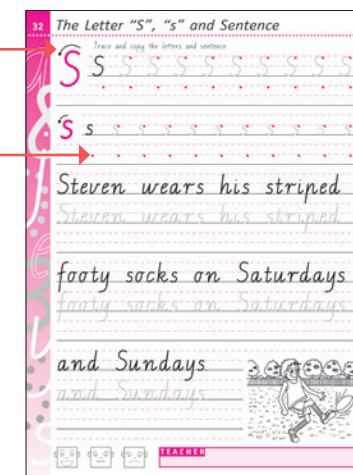 32 The Letter “S”, “s” and Sentence
Trace and copy the letters and sentence
S S S S S S S S S S S
s s s s s s s s s s s
Steven wears his striped
Steven wears his striped
footy socks on Saturdays
footy socks on Saturdays
and Sundays.
and Sundays.
TEACHER